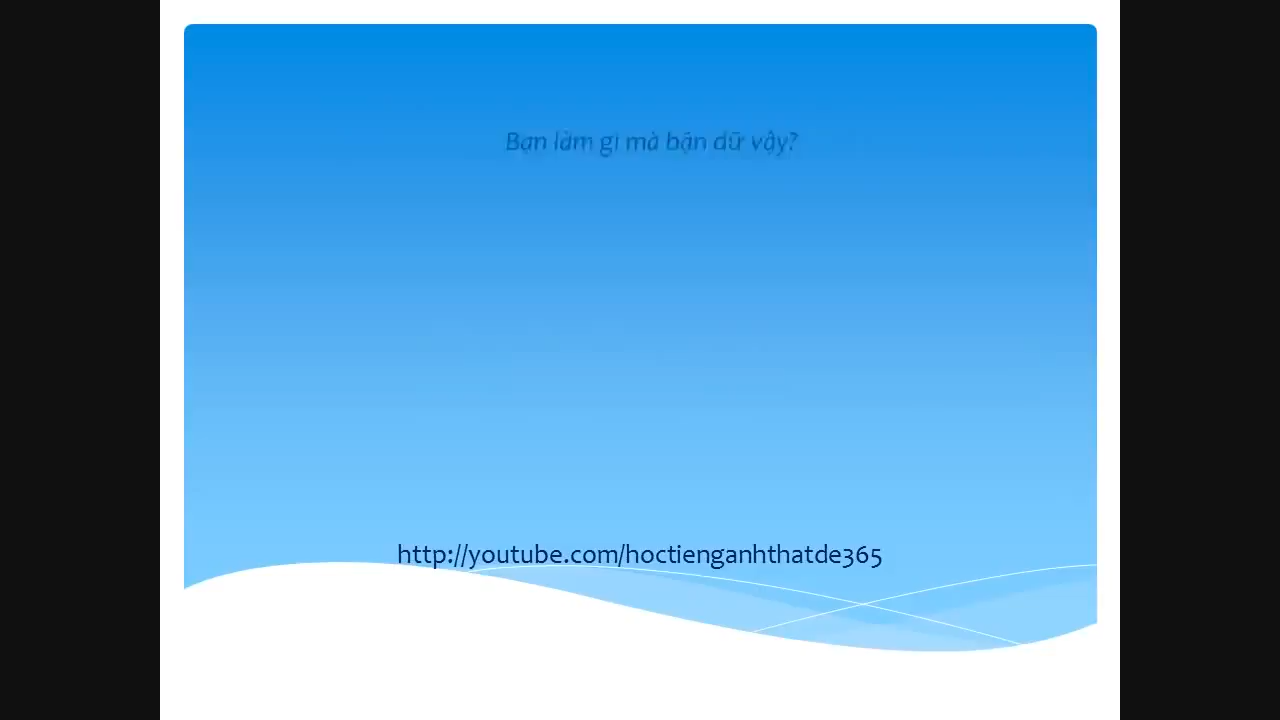 Bạn làm gì mà bận dữ vậy?
http://youtube.com/hoctienganhthatde365